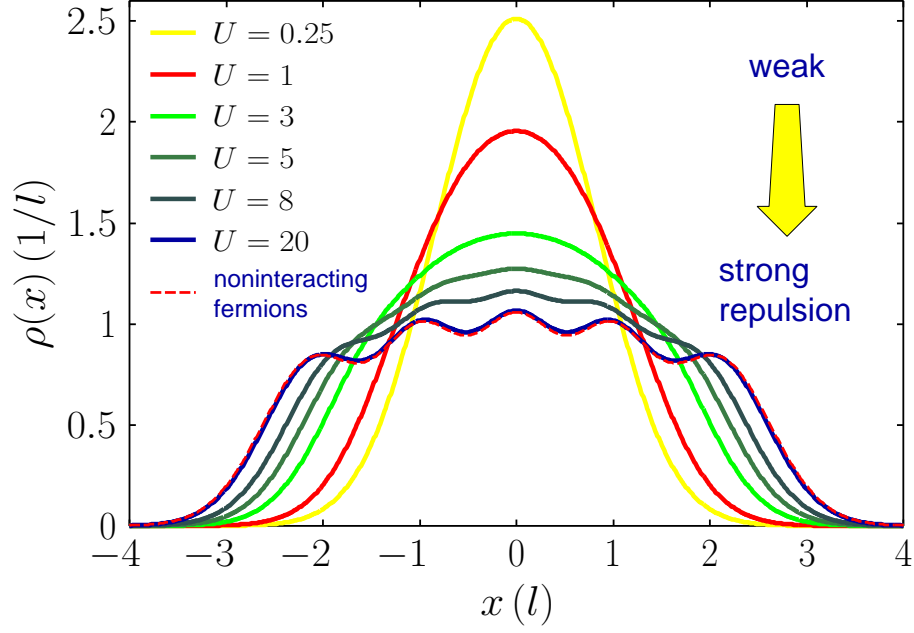 2.5
2
1.5
1
0.5
0
ρ(x) (1/l)
U = 0.25
U = 1
U = 3
U = 5
U = 8
U = 20
noninteracting
fermions
weak
strong
repulsion
−4 −3 −2 −1 0 1 2 3 4
x (l)